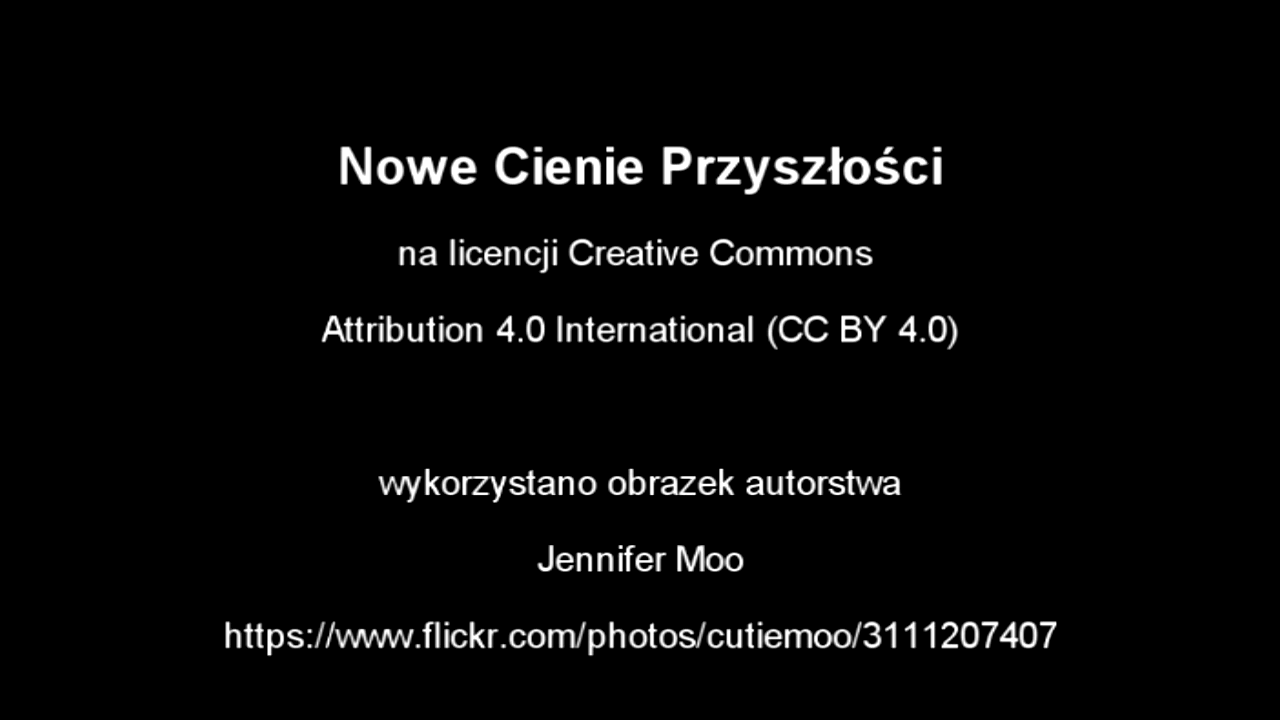 Nowe Cienie Przyszłości
na licencji Creative Commons
Attribution 4.0 International (CC BY 4.0)
wykorzystano obrazek autorstwa
Jennifer Moo
https://www.flickr.com/photos/cutiemoo/3111207407